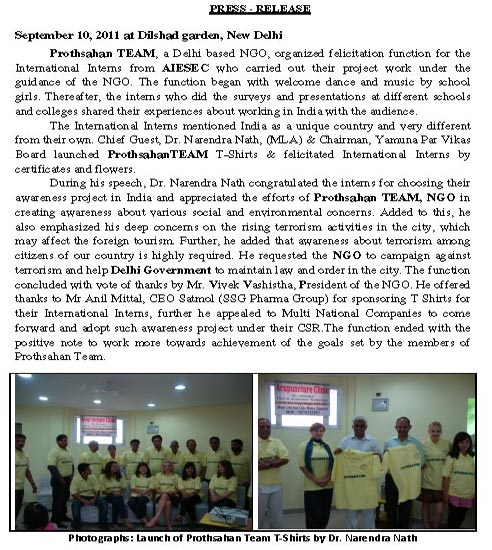 PRESS - RELEASE
September 10, 2011 at Dilshad garden, New Delhi
Prothsahan TEAM, a Delhi based NGO, organized felicitation function for the
International Interns from AIESEC who carried out their project work under the
guidance of the NGO. The function began with welcome dance and music by school
girls. Thereafter, the interns who did the surveys and presentations at different schools
and colleges shared their experiences about working in India with the audience.
The International Interns mentioned India as a unique country and very different
from their own. Chief Guest, Dr. Narendra Nath, (MLA) & Chairman, Yamuna Par Vikas
Board launched ProthsahanTEAM T-Shirts & felicitated International Interns by
certificates and flowers.
During his speech, Dr. Narendra Nath congratulated the interns for choosing their
awareness project in India and appreciated the efforts of Prothsahan TEAM, NGO in
creating awareness about various social and environmental concerns. Added to this, he
also emphasized his deep concerns on the rising terrorism activities in the city, which
may affect the foreign tourism. Further, he added that awareness about terrorism among
citizens of our country is highly required. He requested the NGO to campaign against
terrorism and help Delhi Government to maintain law and order in the city. The function
concluded with vote of thanks by Mr. Vivek Vashistha, President of the NGO. He offered
thanks to Mr Anil Mittal, CEO Satmol (SSG Pharma Group) for sponsoring T Shirts for
their International Interns, further he appealed to Multi National Companies to come
forward and adopt such awareness project under their CSR.The function ended with the
positive note to work more towards achievement of the goals set by the members of
Prothsahan Team.
Acupuncture Clinic
Acupuncture Clinic
Photographs: Launch of Prothsahan Team T-Shirts by Dr. Narendra Nath